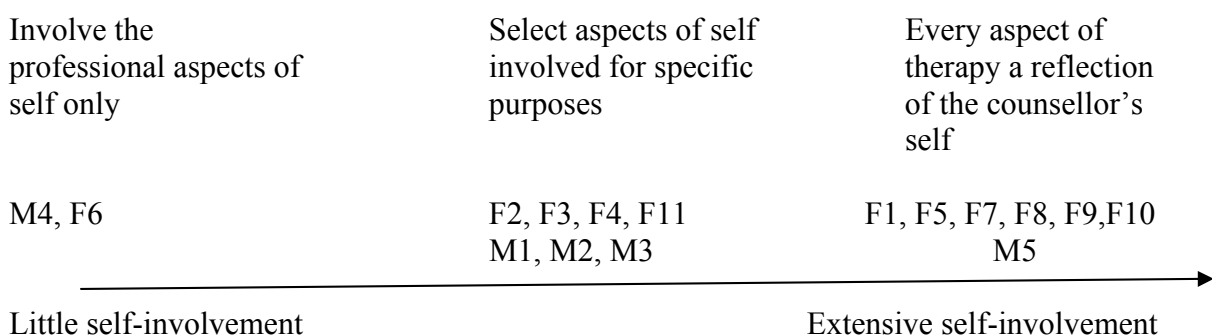 Involve the
professional aspects of
self only
Select aspects of self
involved for specific
purposes
Every aspect of
therapy a reflection
of the counsellor’s
self
M4, F6
F2, F3, F4, F11
M1, M2, M3
F1, F5, F7, F8, F9,F10
M5
Little self-involvement
Extensive self-involvement